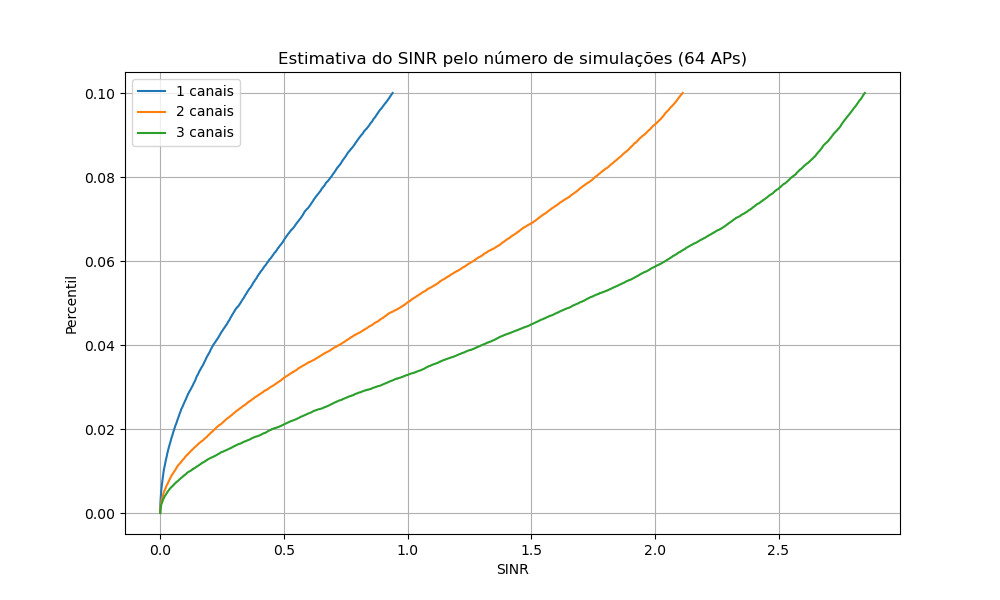 Estimativa do SINR pelo número de simulações (64 APs)
1 canais
2 canais
3 canais
Percentil
0.10
0.08
0.06
0.04
0.02
0.00
0.0 0.5 1.0 1.5 2.0 2.5
SINR